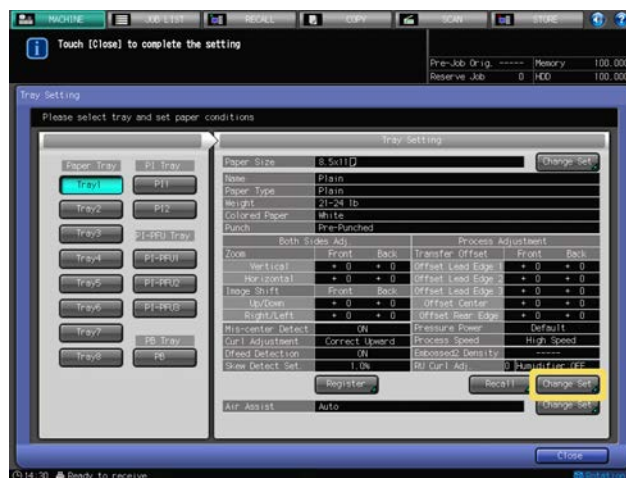 MACHINE JOB LIST RECALL COPY SCAN STORE
Touch [Close] to complete the setting
Pre-Job Orig. ----- Memory 100.000
Reserve Job 0 HDD 100.000
Tray Setting
Please select tray and set paper conditions
Tray Setting
Paper Tray PI Tray
Tray1 PI1
Tray2 PI2
Tray3 PI-PFU Tray
Tray4 PI-PFU1
Tray5 PI-PFU2
Tray6 PI-PFU3
Tray7 PB Tray
Tray8 PB
Paper Size 8.5x11 Change Set
Name Plain
Paper Type Plain
Weight 21-24 lb
Colored Paper White
Punch Pre-Punched
Both Sides Adj. Process Adjustment
Zoom Front Back Transfer Offset Front Back
Vertical + 0 + 0 Offset Lead Edge 1 + 0 + 0
Horizontal + 0 + 0 Offset Lead Edge 2 + 0 + 0
Image Shift Front Back Offset Lead Edge 3 + 0 + 0
Up/Down + 0 + 0 Offset Center + 0 + 0
Right/Left + 0 + 0 Offset Rear Edge + 0 + 0
Mis-center Detect ON Pressure Power Default
Curl Adjustment Correct Upward Process Speed High Speed
Dfeed Detection ON Embossed2 Density -----
Skew Detect Set. 1.0% RU Curl Adj. 0 Humidifier OFF
Register Recall Change Set
Air Assist Auto Change Set
Close
14:30 Ready to receive Rotation